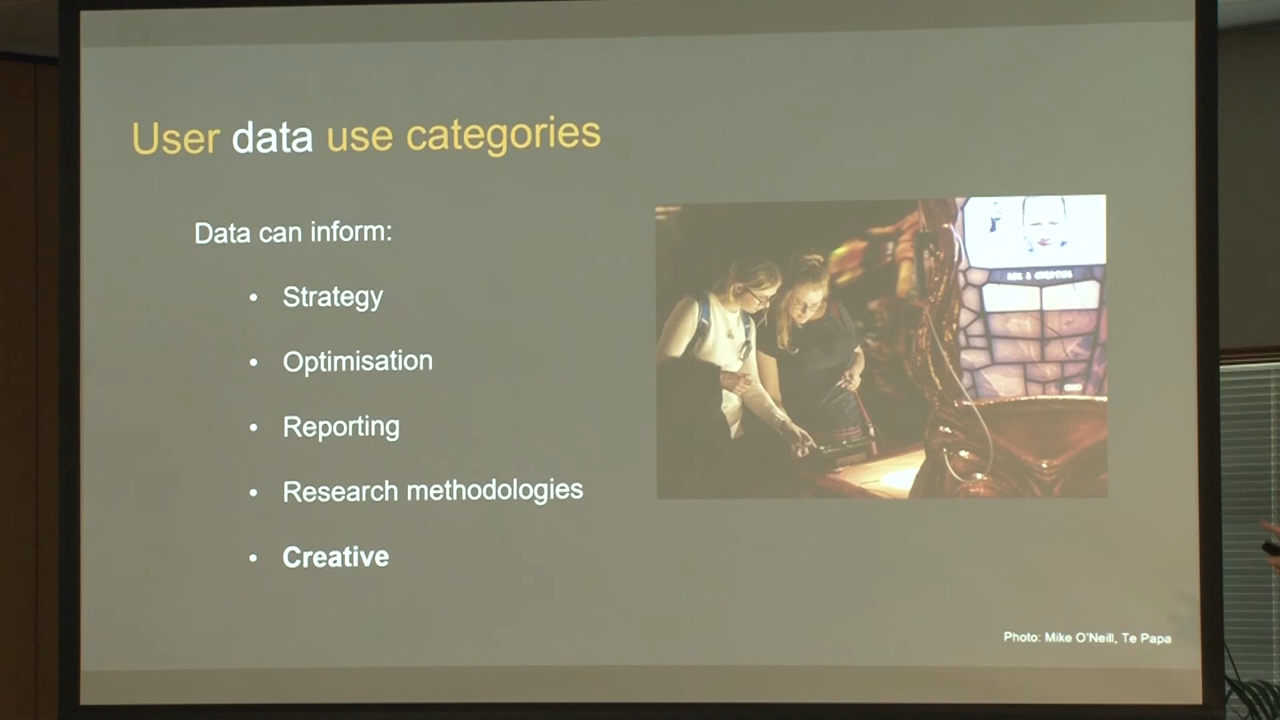 User data use categories
Data can inform:
• Strategy
• Optimisation
• Reporting
• Research methodologies
• Creative
Photo: Mike O'Neill, Te Papa